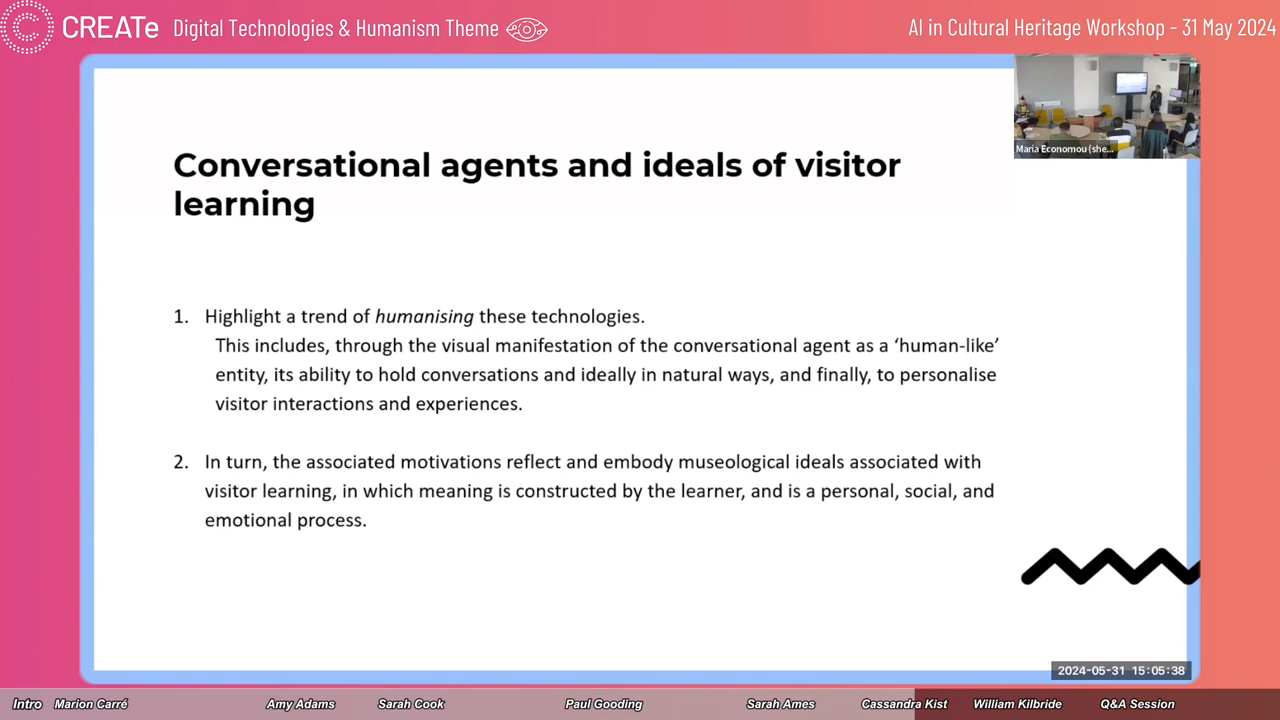 CREATe Digital Technologies & Humanism Theme
AI in Cultural Heritage Workshop - 31 May 2024
Maria Economou (she...
Conversational agents and ideals of visitor
learning
1. Highlight a trend of humanising these technologies.
This includes, through the visual manifestation of the conversational agent as a ‘human-like’
entity, its ability to hold conversations and ideally in natural ways, and finally, to personalise
visitor interactions and experiences.
2. In turn, the associated motivations reflect and embody museological ideals associated with
visitor learning, in which meaning is constructed by the learner, and is a personal, social, and
emotional process.
2024-05-31 15:05:38
Intro Marion Carré Amy Adams Sarah Cook Paul Gooding Sarah Ames Cassandra Kist William Kilbride Q&A Session